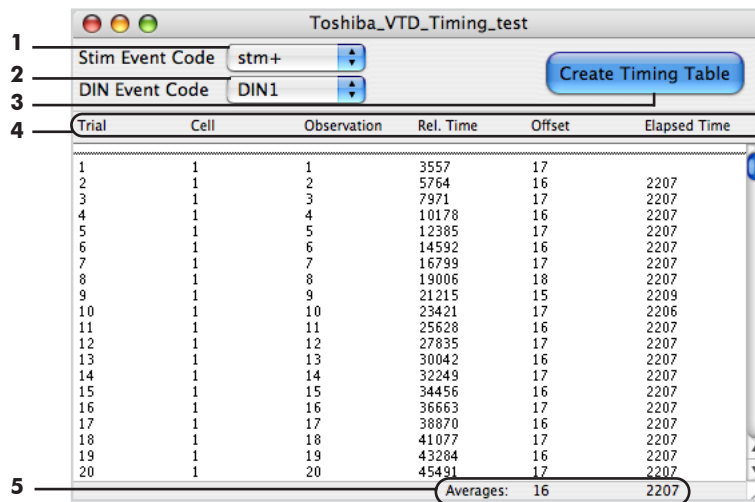 Toshiba_VTD_Timing_test
1
Stim Event Code stm+
2
DIN Event Code DIN1
Create Timing Table
3
4
Trial Cell Observation Rel. Time Offset Elapsed Time
1 1 1 3557 17
2 1 2 5764 16 2207
3 1 3 7971 17 2207
4 1 4 10178 16 2207
5 1 5 12385 17 2207
6 1 6 14592 16 2207
7 1 7 16799 17 2207
8 1 8 19006 18 2207
9 1 9 21215 15 2209
10 1 10 23421 17 2206
11 1 11 25628 16 2207
12 1 12 27835 17 2207
13 1 13 30042 16 2207
14 1 14 32249 17 2207
15 1 15 34456 16 2207
16 1 16 36663 17 2207
17 1 17 38870 16 2207
18 1 18 41077 17 2207
19 1 19 43284 16 2207
20 1 20 45491 17 2207
5
Averages: 16 2207